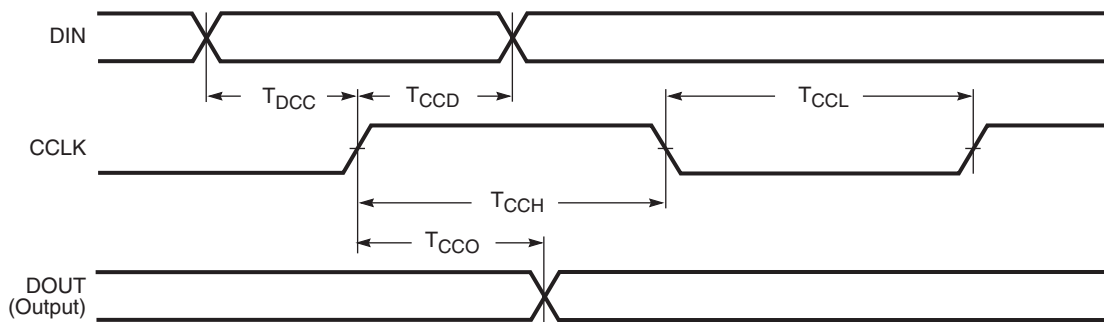 DIN
TDCC
TCCD
TCCL
CCLK
TCCH
TCCO
DOUT
(Output)